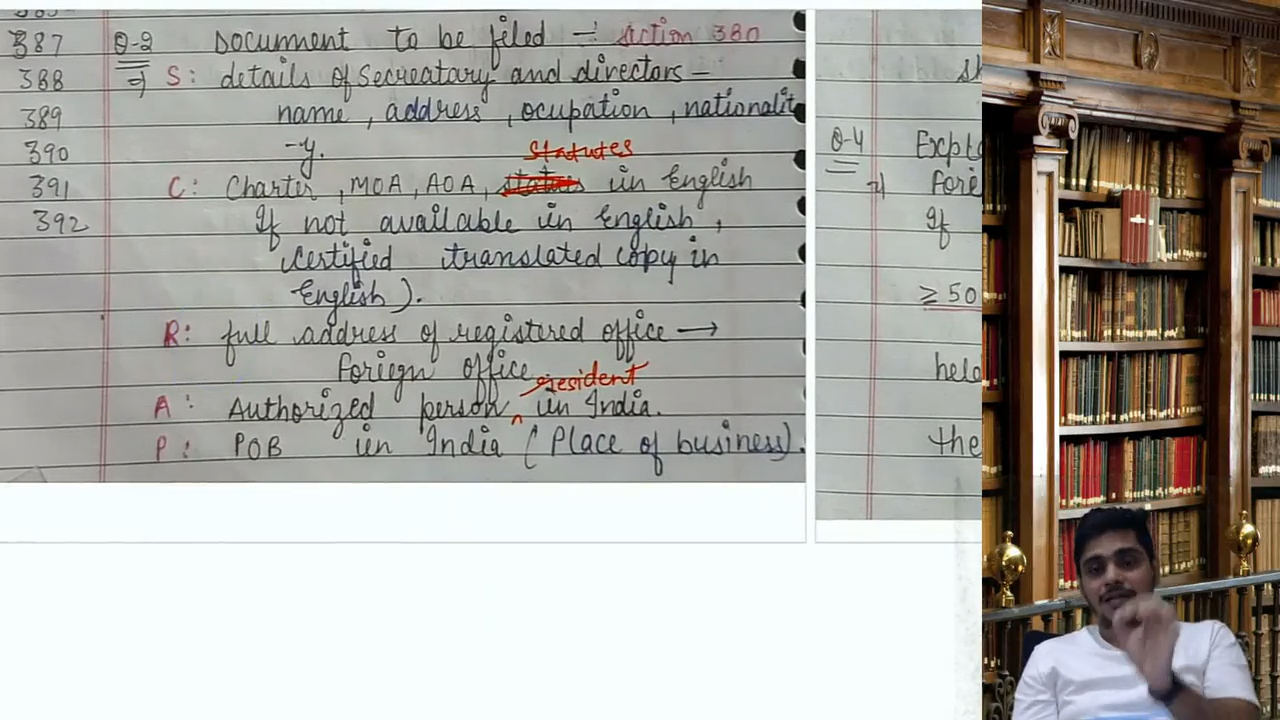 387 Q-2 Document to be filed ÷ section 380
388 => S: details of secreatary and directors –
389 name, address, ocupation, nationalit
390 -y.
Statutes
391 C: Charter, MOA, AOA, in English
392 If not available in English,
certified translated copy in
English).
R: full address of registered office →
foreign office
resident
A: Authorized person ^ in India.
P: POB in India (Place of business).
Q-4
If
≥ 50
held
the